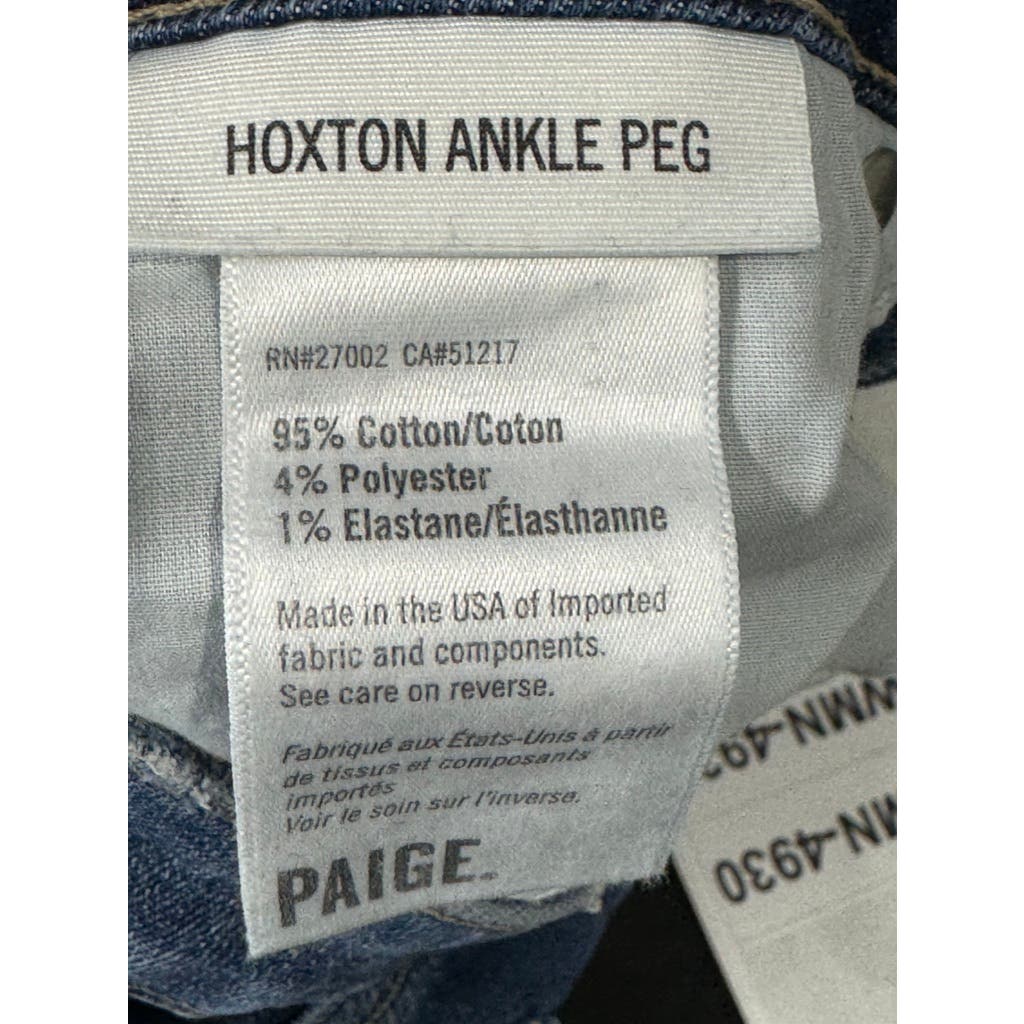 HOXTON ANKLE PEG
RN#27002 CA#51217
95% Cotton/Coton
4% Polyester
1% Elastane/Élasthanne
Made in the USA of Imported
fabric and components.
See care on reverse.
Fabriqué aux États-Unis à partir
de tissus et composants
importés
Voir le soin sur l'inverse.
PAIGE
WMN-493
MN-4930